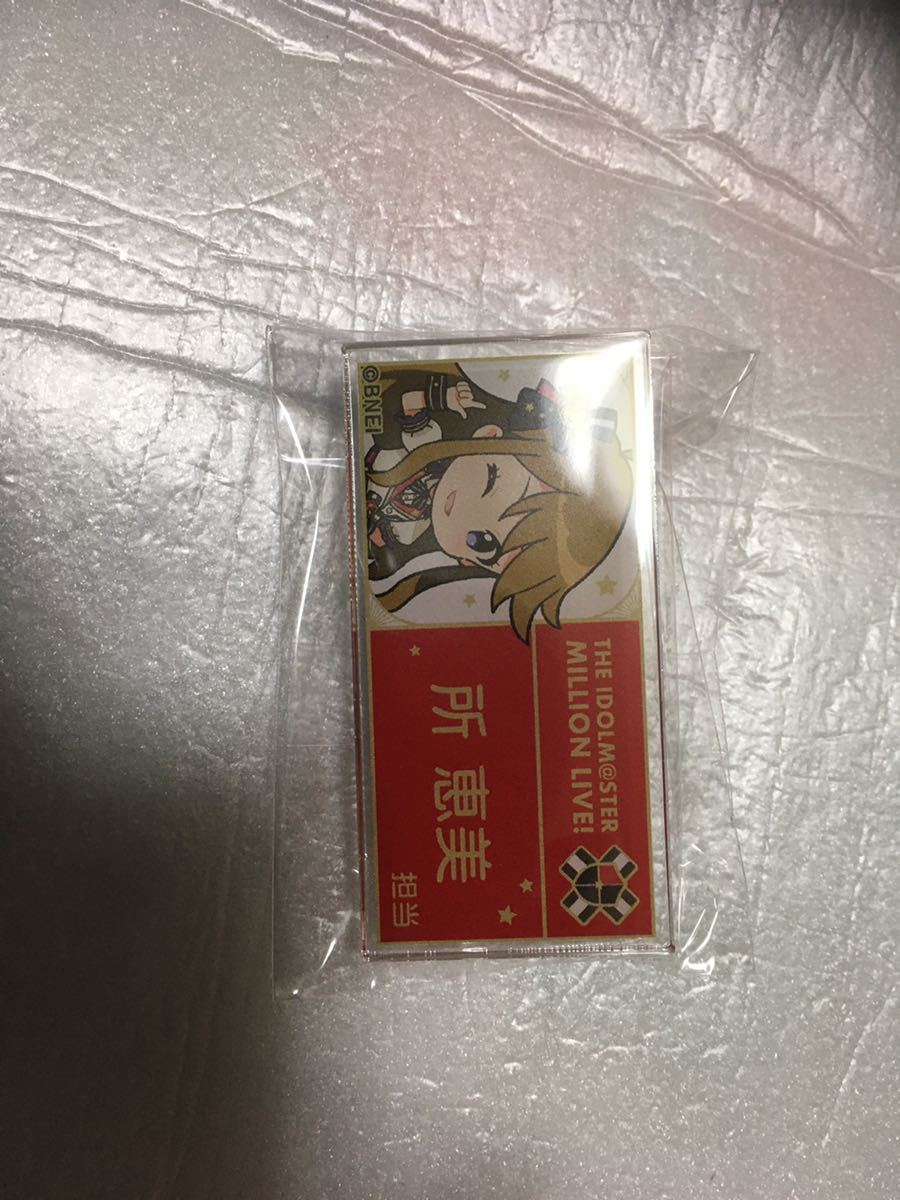 THE IDOLM@STER
MILLION LIVE!
所 恵美
担当
©BNEI